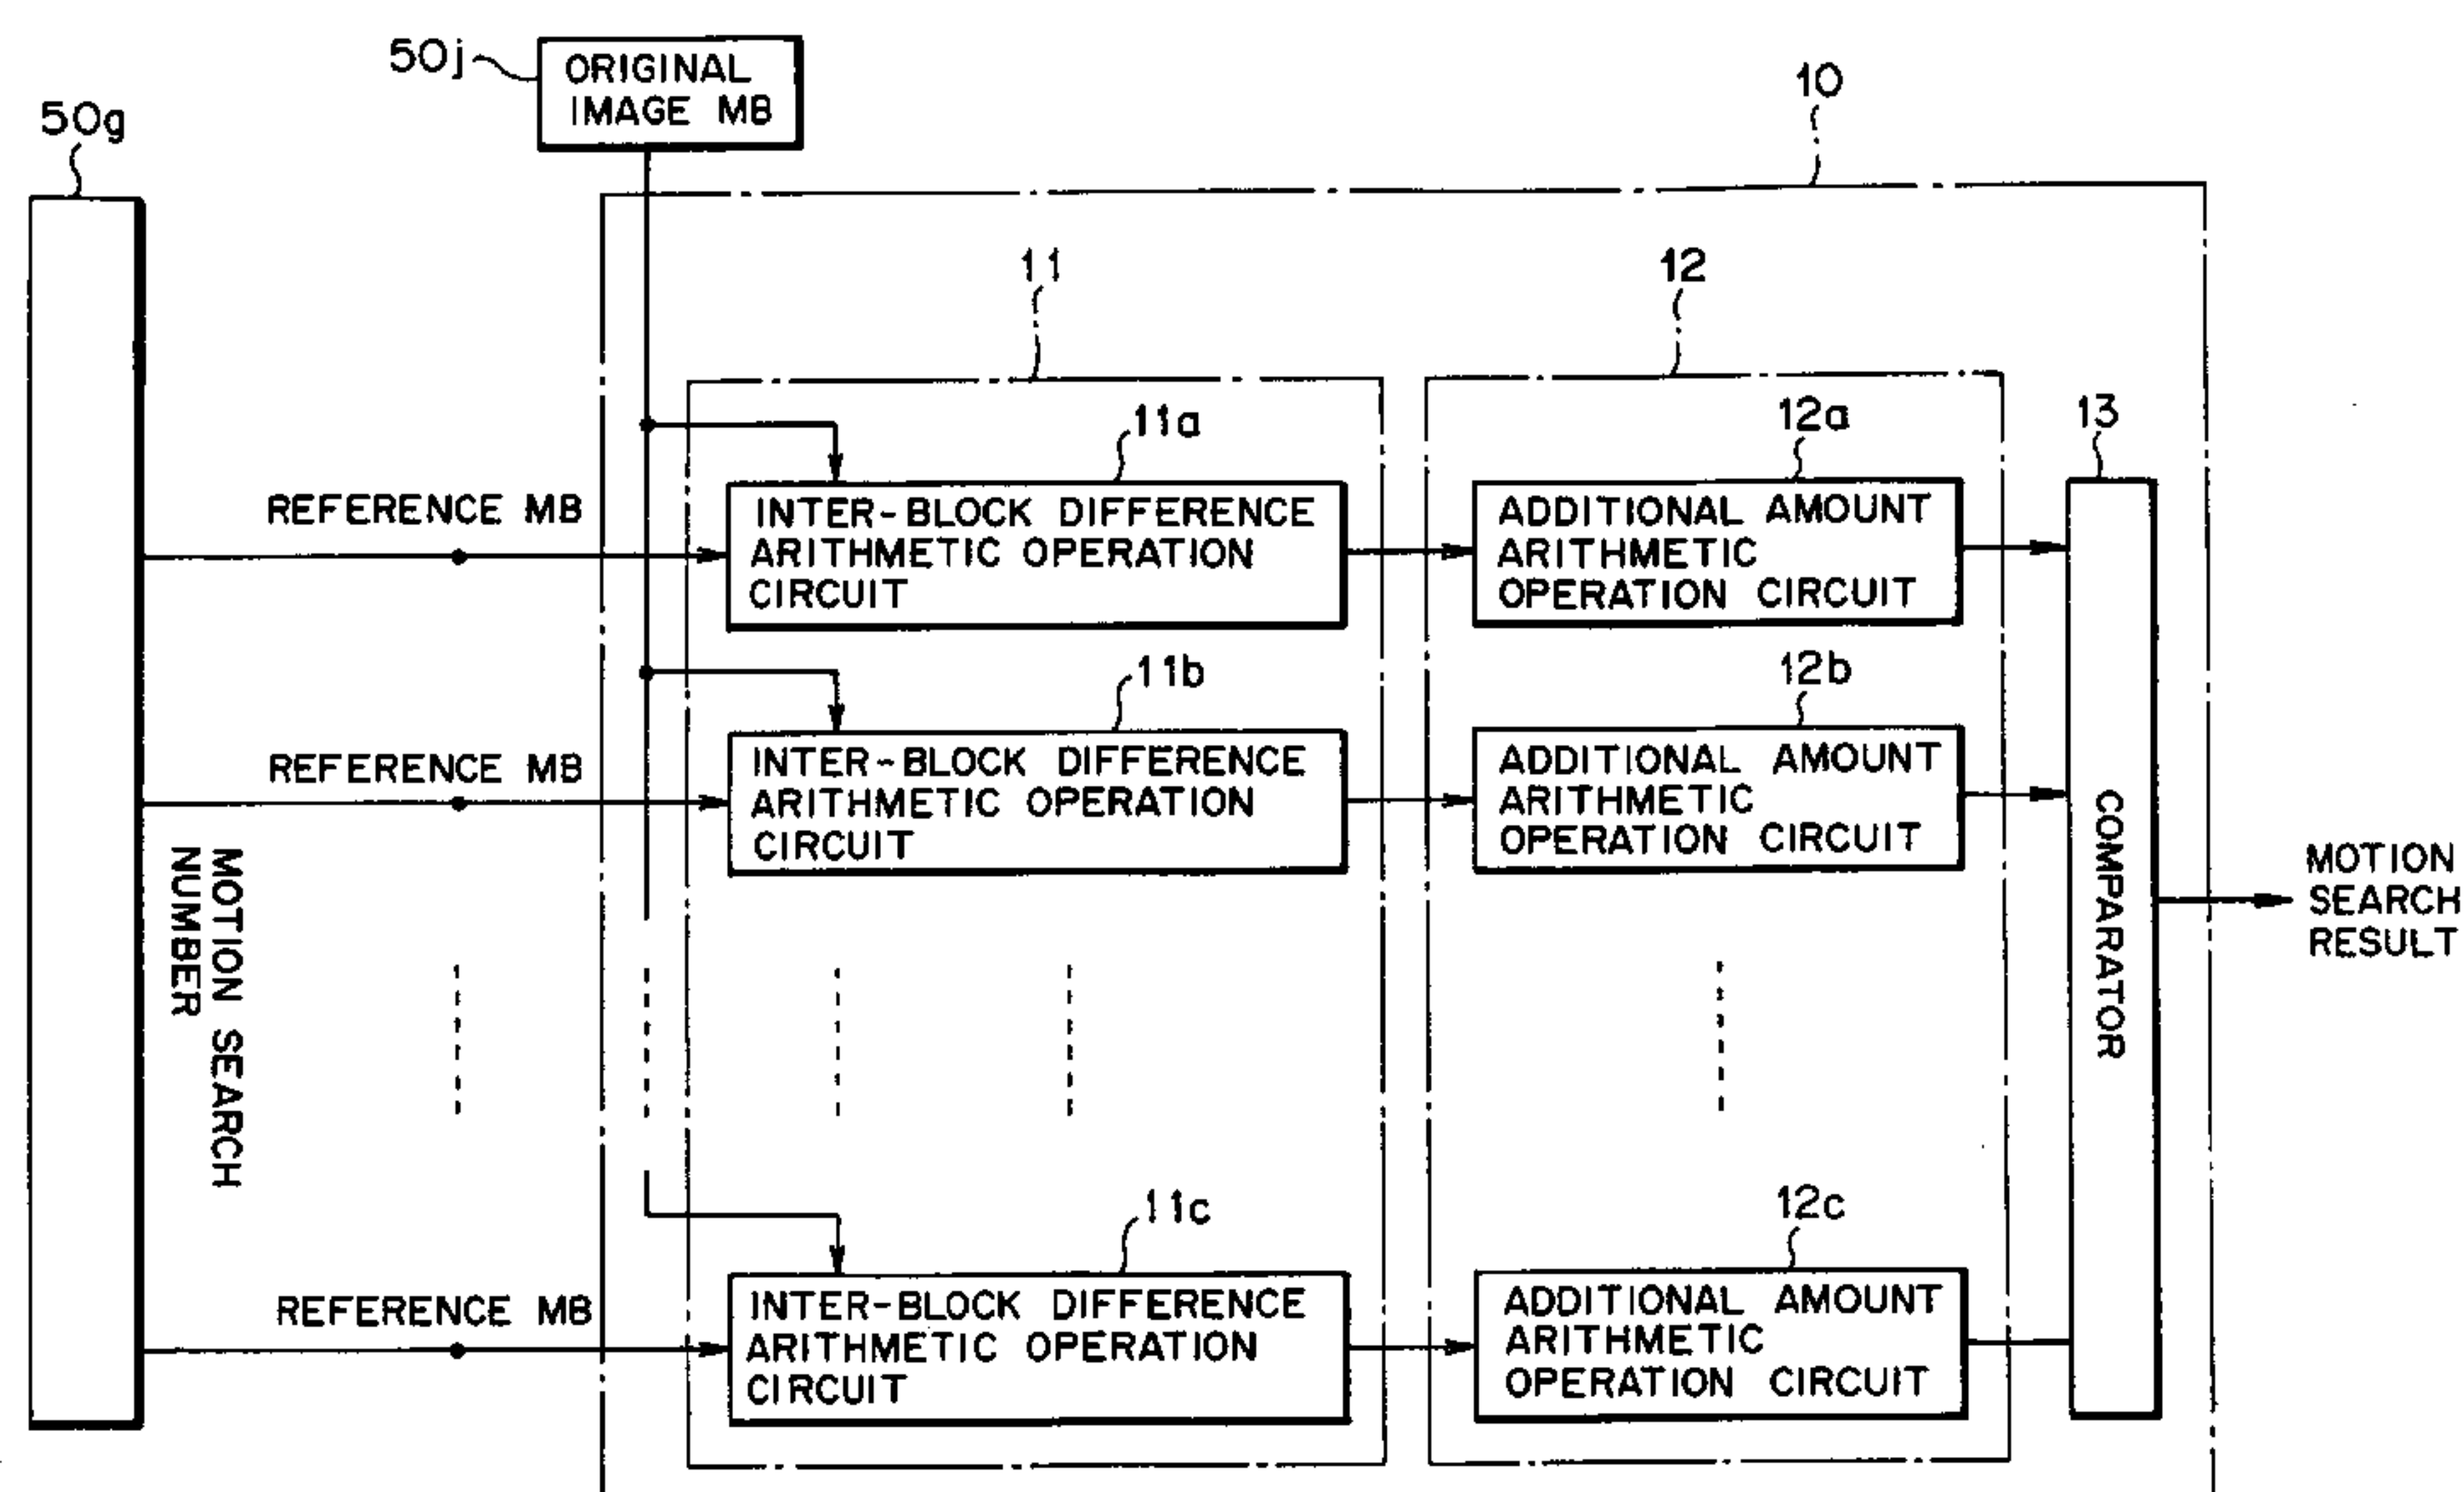 50j
ORIGINAL
IMAGE MB
10
50g
11
12
11a
12a
13
REFERENCE MB
INTER-BLOCK DIFFERENCE
ARITHMETIC OPERATION
CIRCUIT
ADDITIONAL AMOUNT
ARITHMETIC
OPERATION CIRCUIT
11b
12b
REFERENCE MB
INTER-BLOCK DIFFERENCE
ARITHMETIC OPERATION
CIRCUIT
ADDITIONAL AMOUNT
ARITHMETIC
OPERATION CIRCUIT
COMPARATOR
MOTION
SEARCH
RESULT
MOTION SEARCH
NUMBER
11c
12c
REFERENCE MB
INTER-BLOCK DIFFERENCE
ARITHMETIC OPERATION
CIRCUIT
ADDITIONAL AMOUNT
ARITHMETIC
OPERATION CIRCUIT